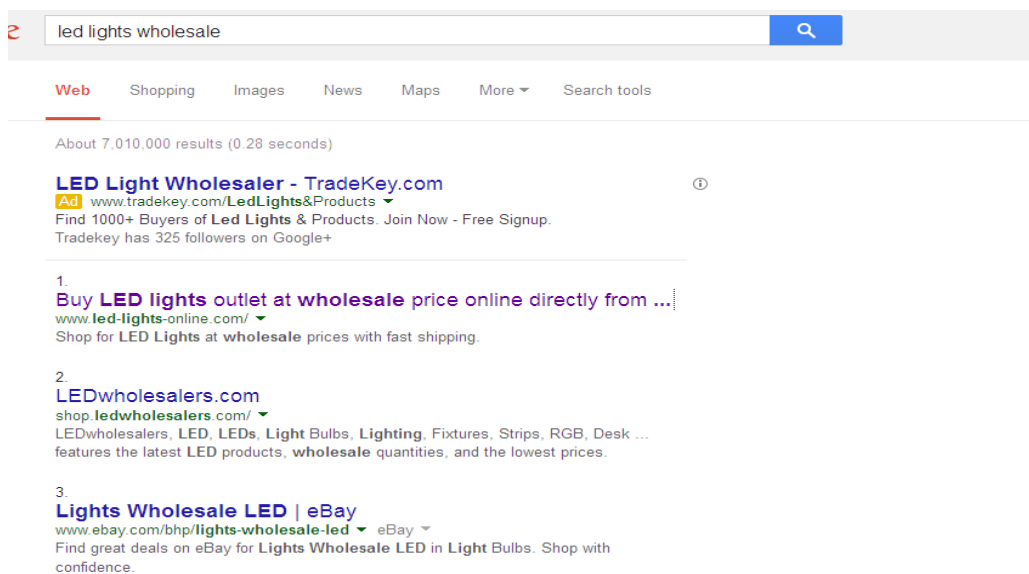 e led lights wholesale
Web Shopping Images News Maps More Search tools
About 7,010,000 results (0.28 seconds)
LED Light Wholesaler - TradeKey.com
Ad www.tradekey.com/LedLights&Products
Find 1000+ Buyers of Led Lights & Products. Join Now - Free Signup.
Tradekey has 325 followers on Google+
1.
Buy LED lights outlet at wholesale price online directly from ...
www.led-lights-online.com/
Shop for LED Lights at wholesale prices with fast shipping.
2.
LEDwholesalers.com
shop.ledwholesalers.com/
LEDwholesalers, LED, LEDs, Light Bulbs, Lighting, Fixtures, Strips, RGB, Desk ...
features the latest LED products, wholesale quantities, and the lowest prices.
3.
Lights Wholesale LED | eBay
www.ebay.com/bhp/lights-wholesale-led eBay
Find great deals on eBay for Lights Wholesale LED in Light Bulbs. Shop with
confidence.